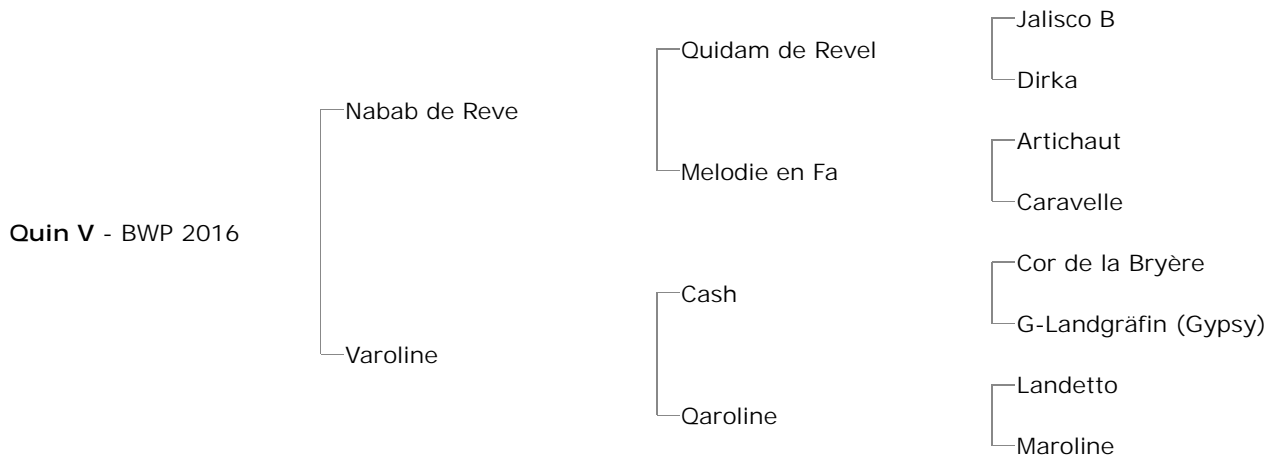 Jalisco B
Quidam de Revel
Dirka
Nabab de Reve
Artichaut
Melodie en Fa
Caravelle
Quin V - BWP 2016
Cor de la Bryère
Cash
G-Landgräfin (Gypsy)
Varoline
Landetto
Qaroline
Maroline